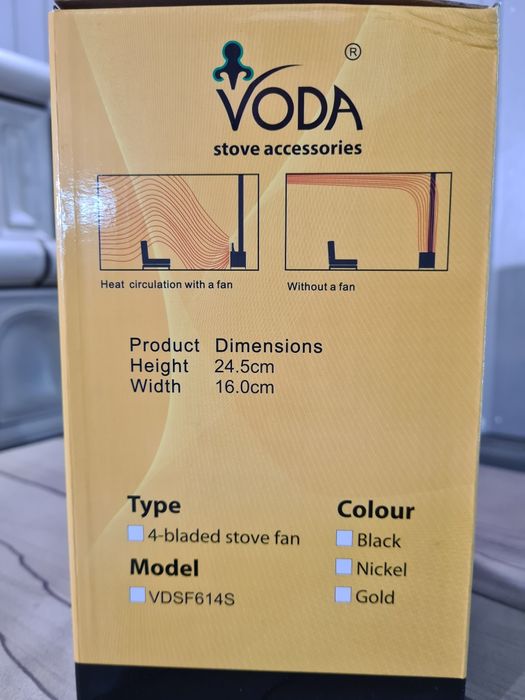 VODA ®
stove accessories
Heat circulation with a fan
Without a fan
Product Dimensions
Height 24.5cm
Width 16.0cm
Type
4-bladed stove fan
Model
VDSF614S
Colour
Black
Nickel
Gold